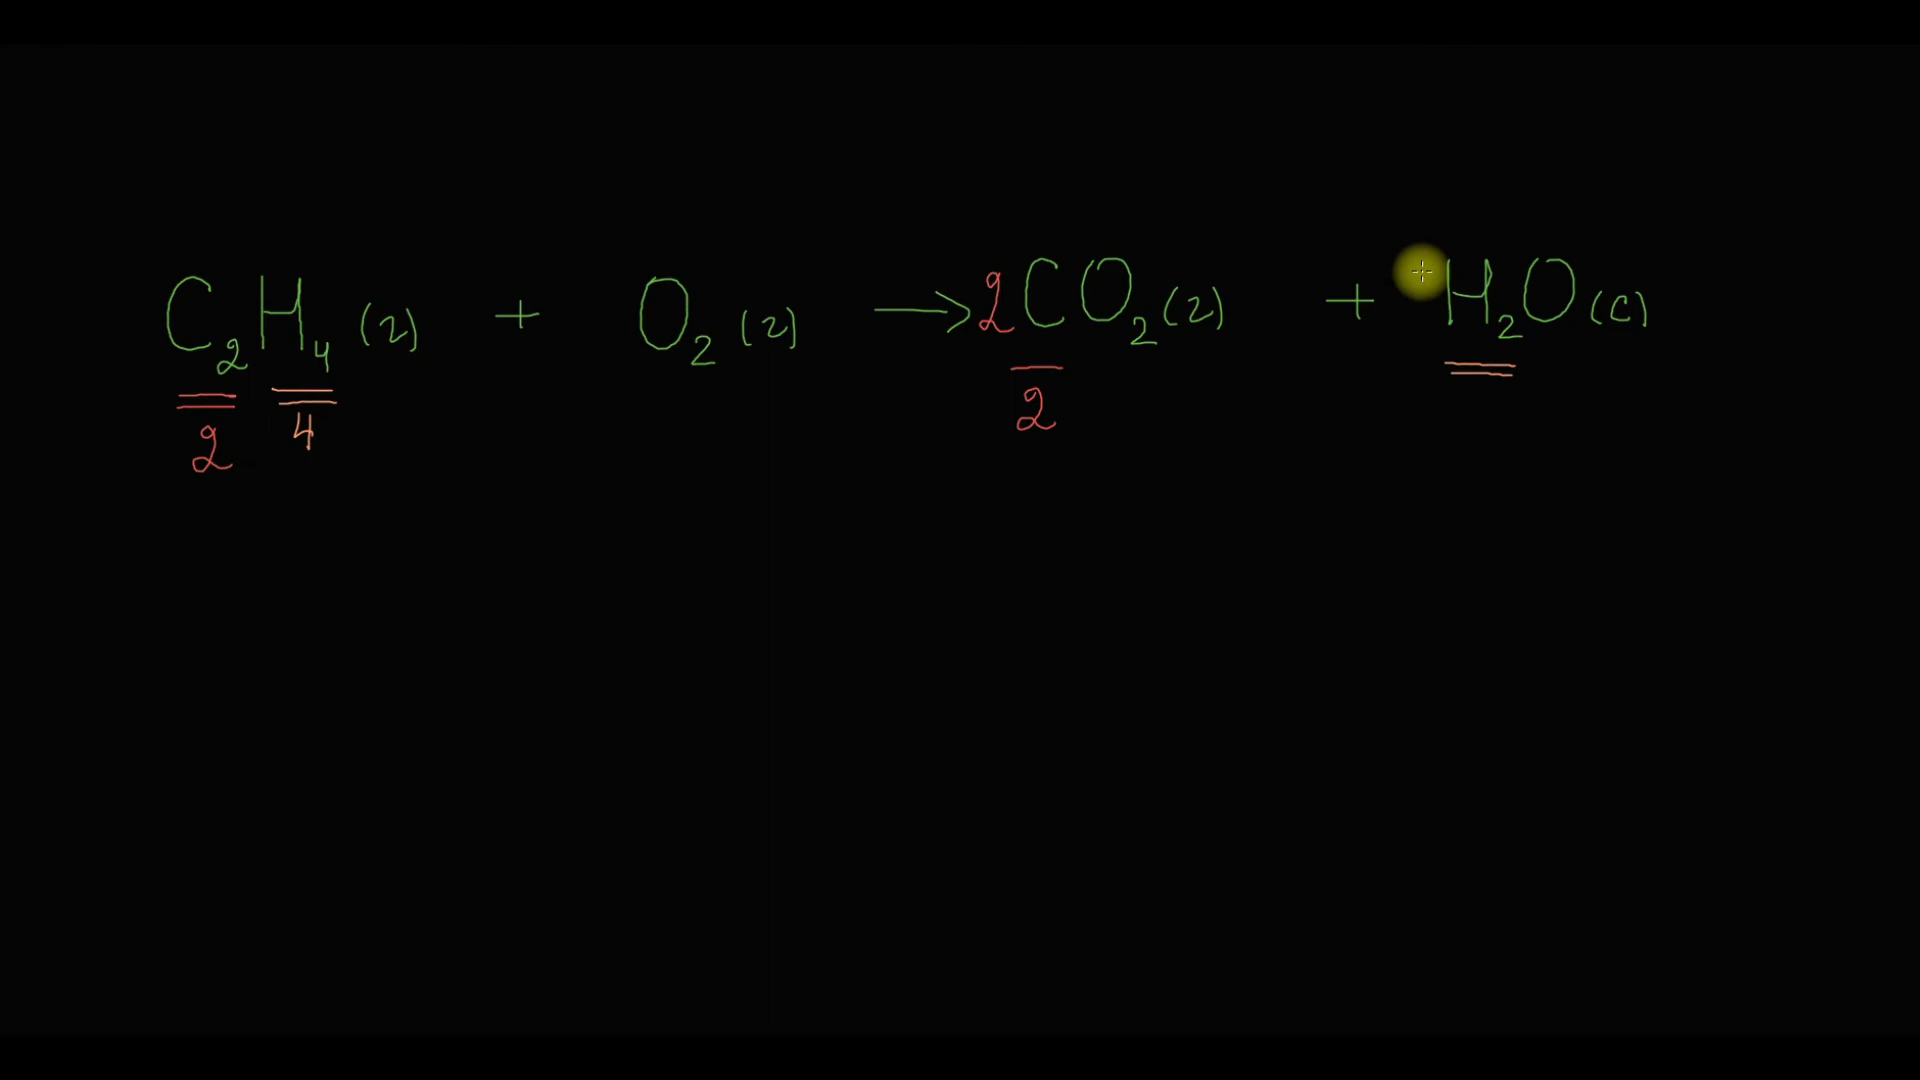 C₂H₄ (г) + O₂ (г) → 2CO₂ (г) + H₂O (с)
2 4 2